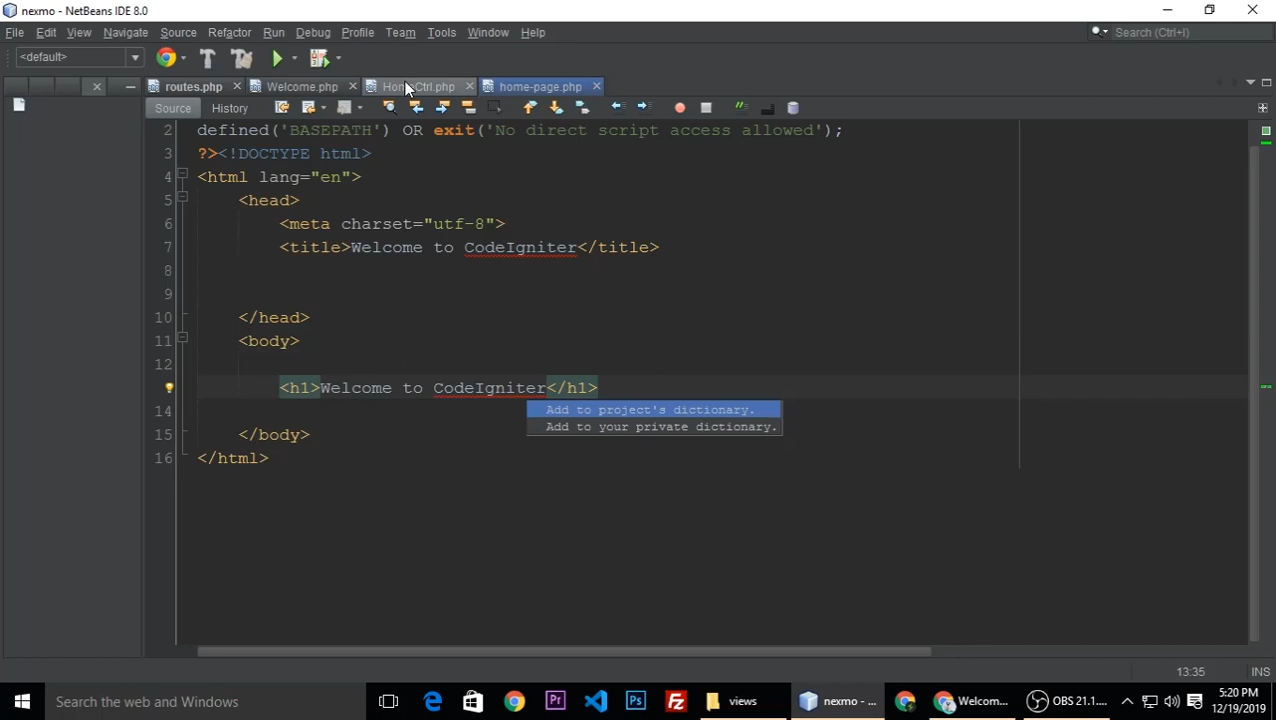 nexmo - NetBeans IDE 8.0
File Edit View Navigate Source Refactor Run Debug Profile Team Tools Window Help
Search (Ctrl+I)
<default>
routes.php Welcome.php HomeCtrl.php home-page.php
Source History
2 defined('BASEPATH') OR exit('No direct script access allowed');
3 ?><!DOCTYPE html>
4 <html lang="en">
5 <head>
6 <meta charset="utf-8">
7 <title>Welcome to CodeIgniter</title>
8
9
10 </head>
11 <body>
12
<h1>Welcome to CodeIgniter</h1>
Add to project's dictionary.
14
Add to your private dictionary.
15 </body>
16 </html>
13:35 INS
Search the web and Windows
Pr
Ps
Fz
views
nexmo - ...
Welcom...
OBS 21.1....
5:20 PM
12/19/2019